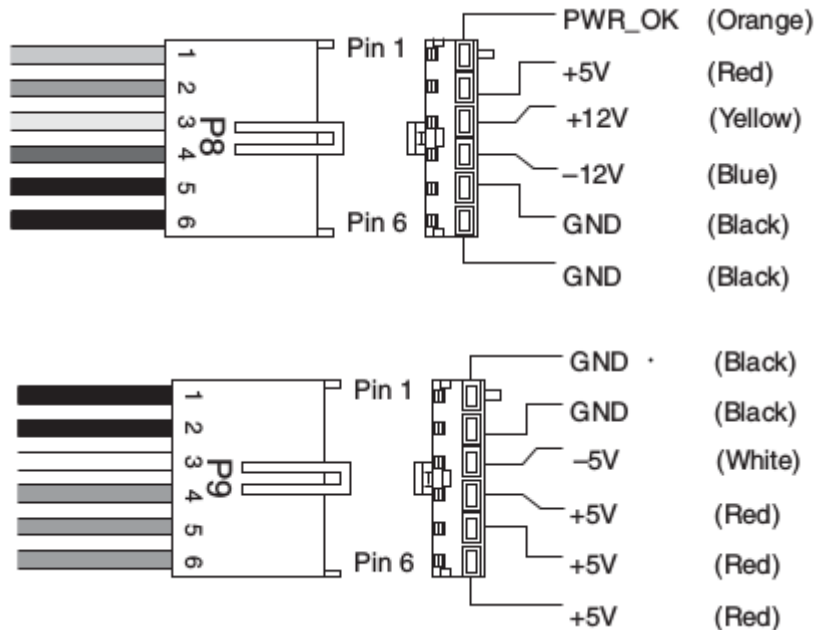 Pin 1 PWR_OK (Orange)
1
+5V (Red)
2
3 +12V (Yellow)
P8
4
–12V (Blue)
5
6 Pin 6 GND (Black)
GND (Black)
GND · (Black)
1 Pin 1
GND (Black)
2
3 –5V (White)
P9
4
+5V (Red)
5
6 Pin 6 +5V (Red)
+5V (Red)